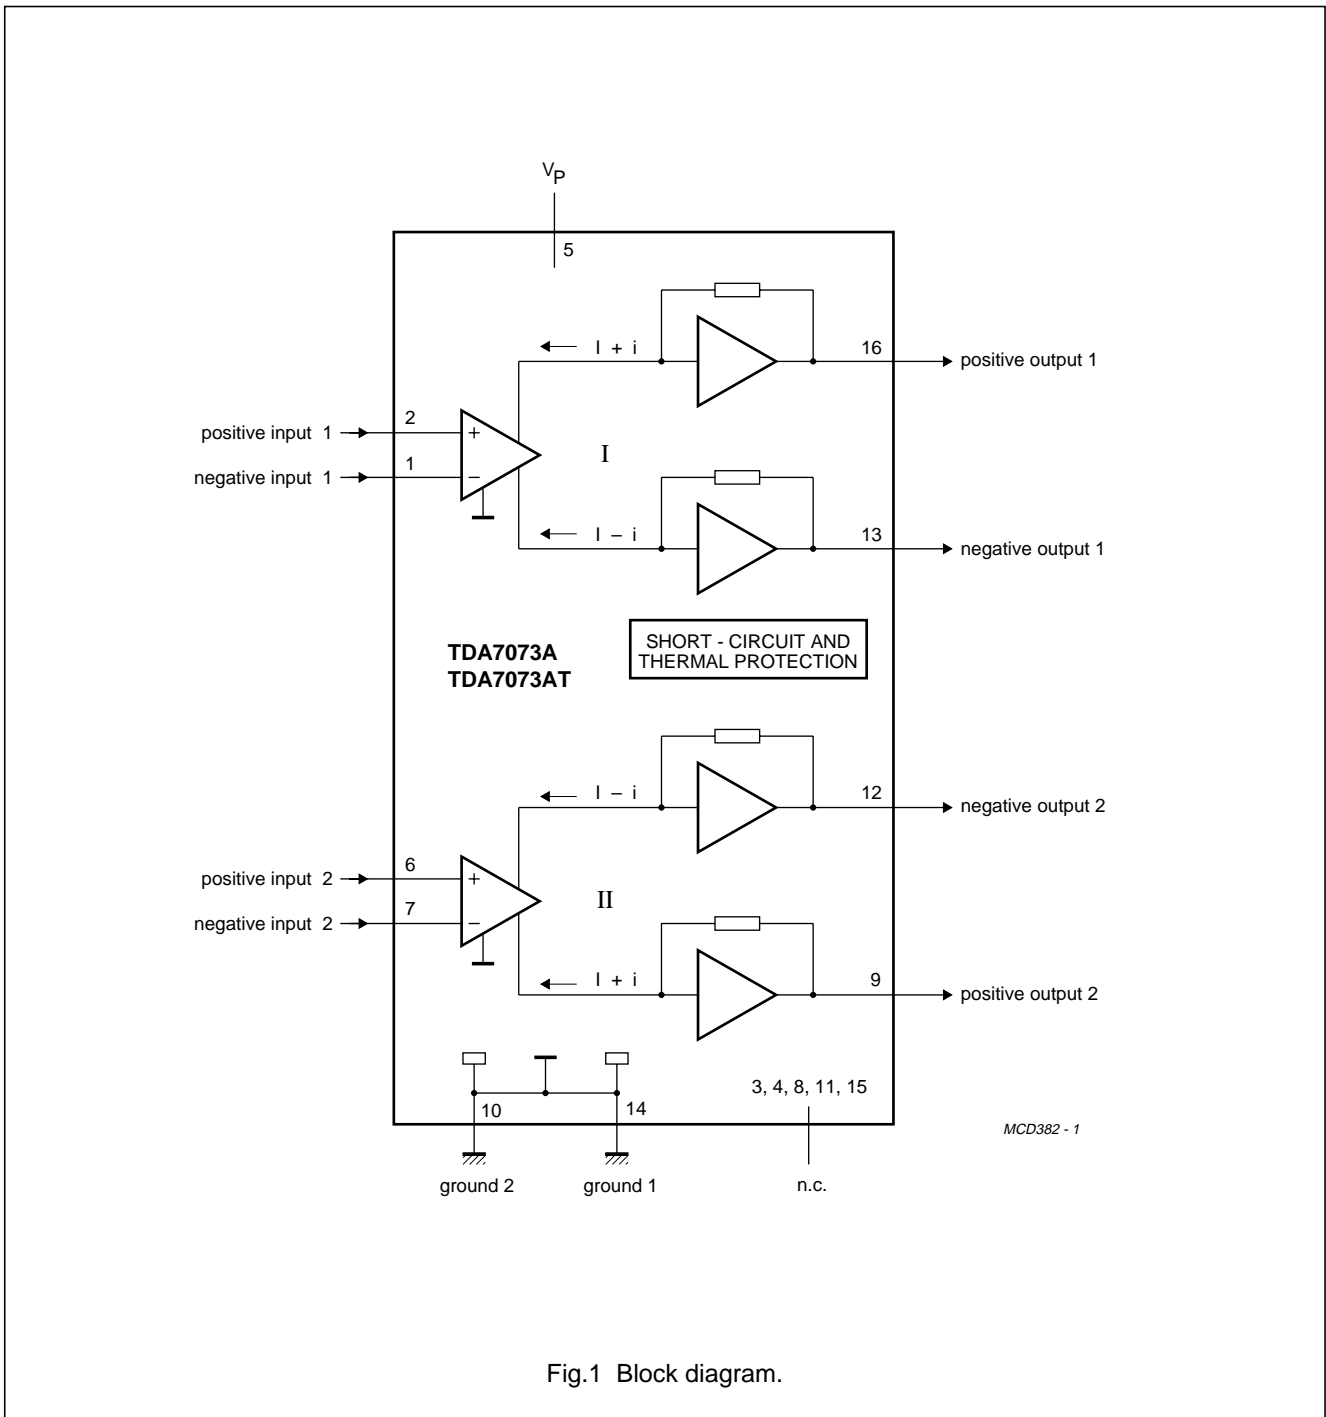 VP
5
I + i
16
positive output 1
positive input 1
2
+
negative input 1
1
−
I
I − i
13
negative output 1
TDA7073A
TDA7073AT
SHORT - CIRCUIT AND
THERMAL PROTECTION
I − i
12
negative output 2
positive input 2
6
+
negative input 2
7
−
II
I + i
9
positive output 2
10
14
3, 4, 8, 11, 15
MCD382 - 1
ground 2
ground 1
n.c.
Fig.1 Block diagram.